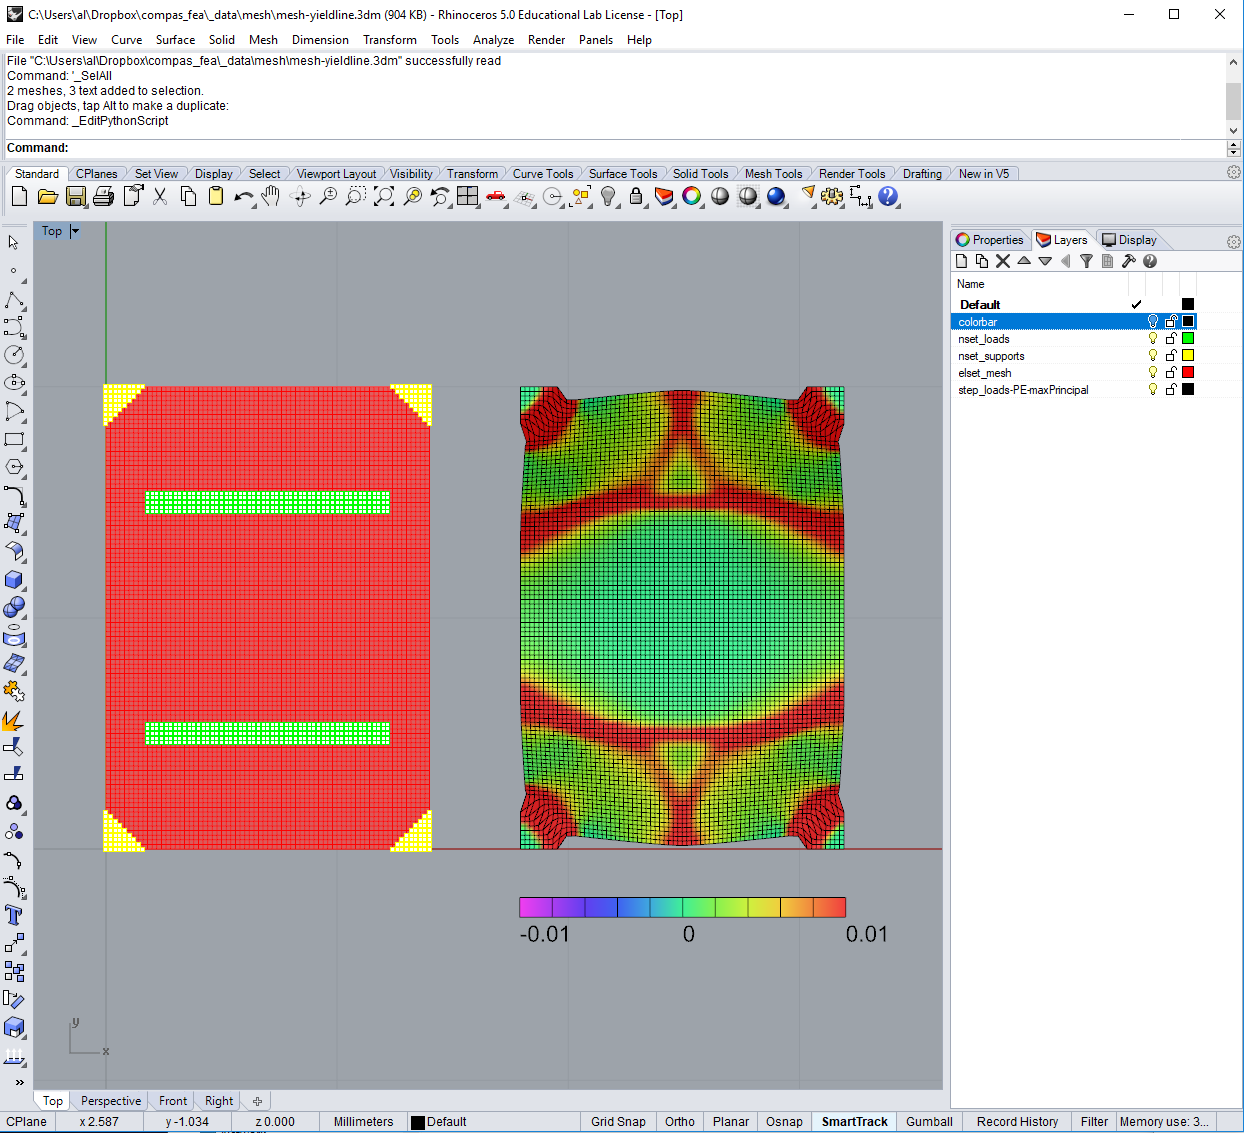 C:\Users\al\Dropbox\compas_fea\_data\mesh\mesh-yieldline.3dm (904 KB) - Rhinoceros 5.0 Educational Lab License - [Top]
File Edit View Curve Surface Solid Mesh Dimension Transform Tools Analyze Render Panels Help
File "C:\Users\al\Dropbox\compas_fea\_data\mesh\mesh-yieldline.3dm" successfully read
Command: '_SelAll
2 meshes, 3 text added to selection.
Drag objects, tap Alt to make a duplicate:
Command: _EditPythonScript
Command:
Standard CPlanes Set View Display Select Viewport Layout Visibility Transform Curve Tools Surface Tools Solid Tools Mesh Tools Render Tools Drafting New in V5
Top
Properties Layers Display
Name
Default
colorbar
nset_loads
nset_supports
elset_mesh
step_loads-PE-maxPrincipal
-0.01 0 0.01
y
x
Top Perspective Front Right
CPlane x 2.587 y -1.034 z 0.000 Millimeters Default Grid Snap Ortho Planar Osnap SmartTrack Gumball Record History Filter Memory use: 3...